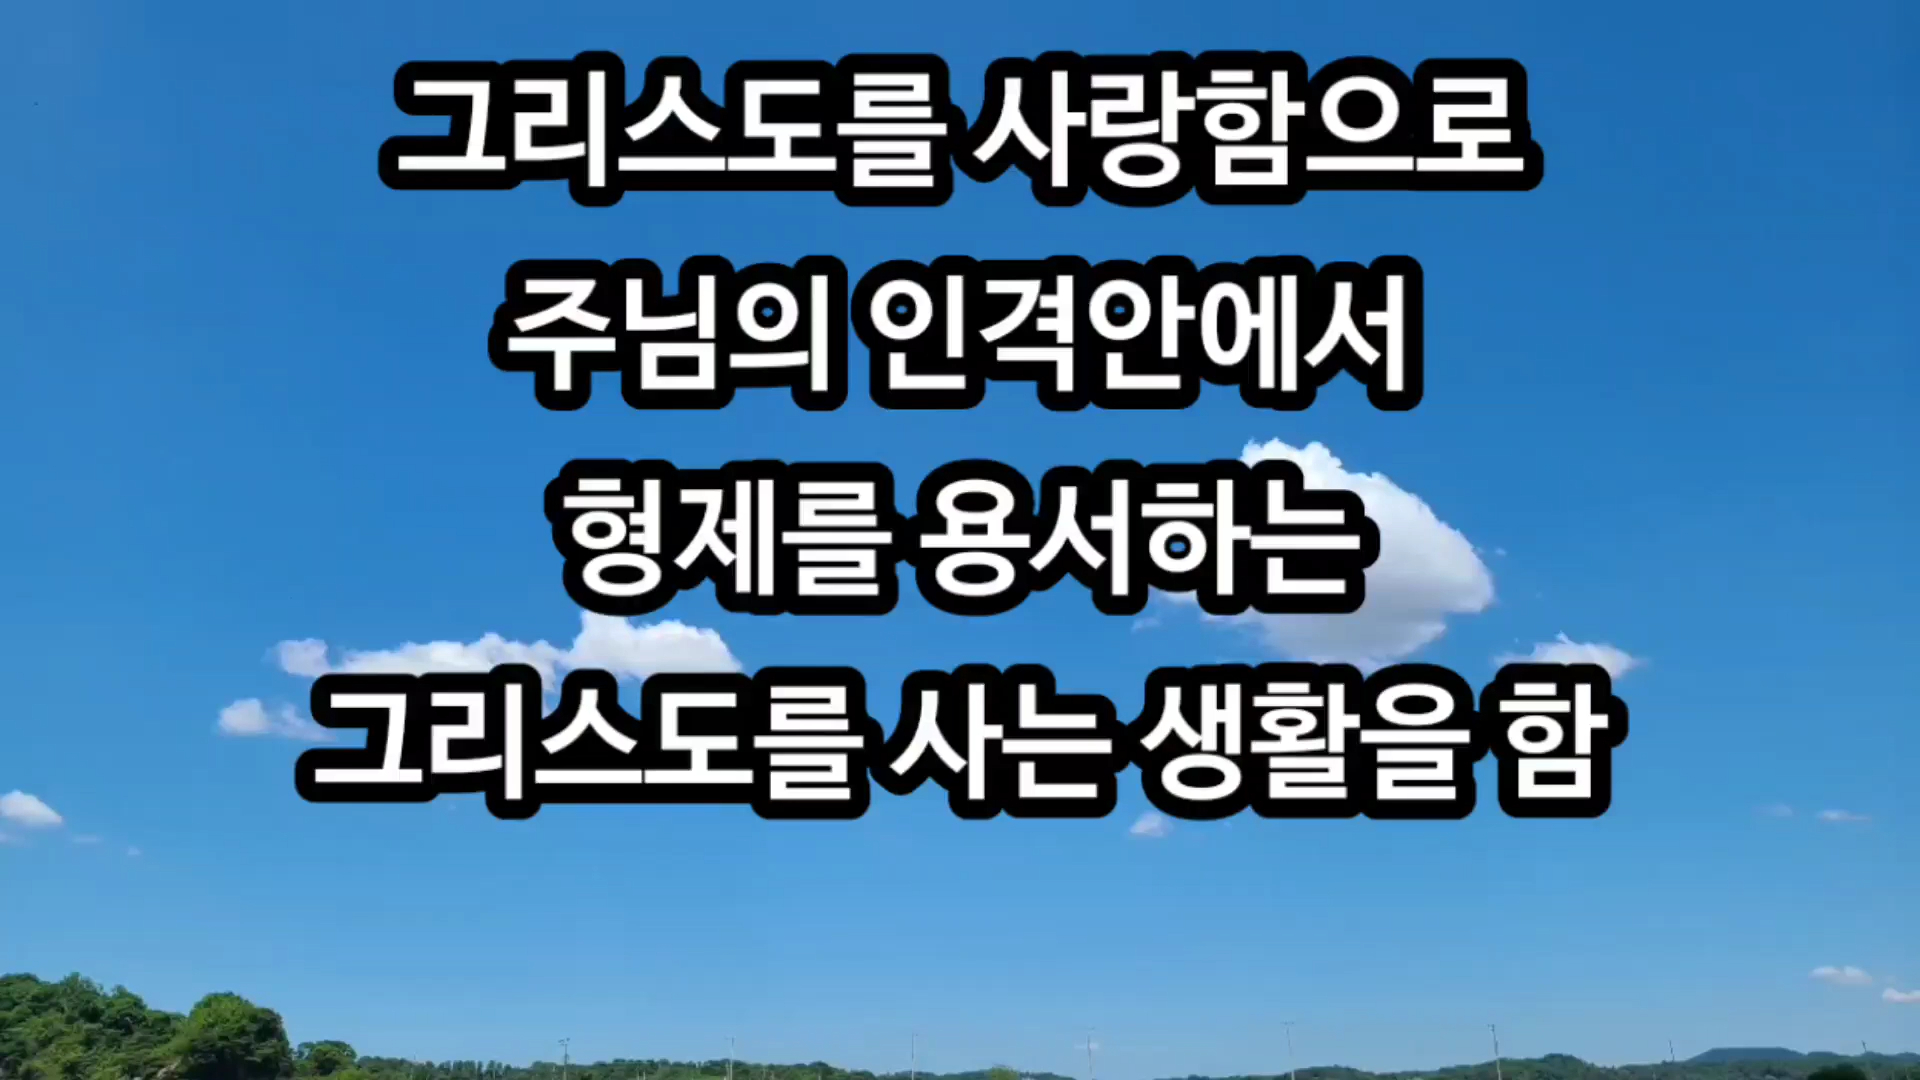 그리스도를 사랑함으로
주님의 인격안에서
형제를 용서하는
그리스도를 사는 생활을 함